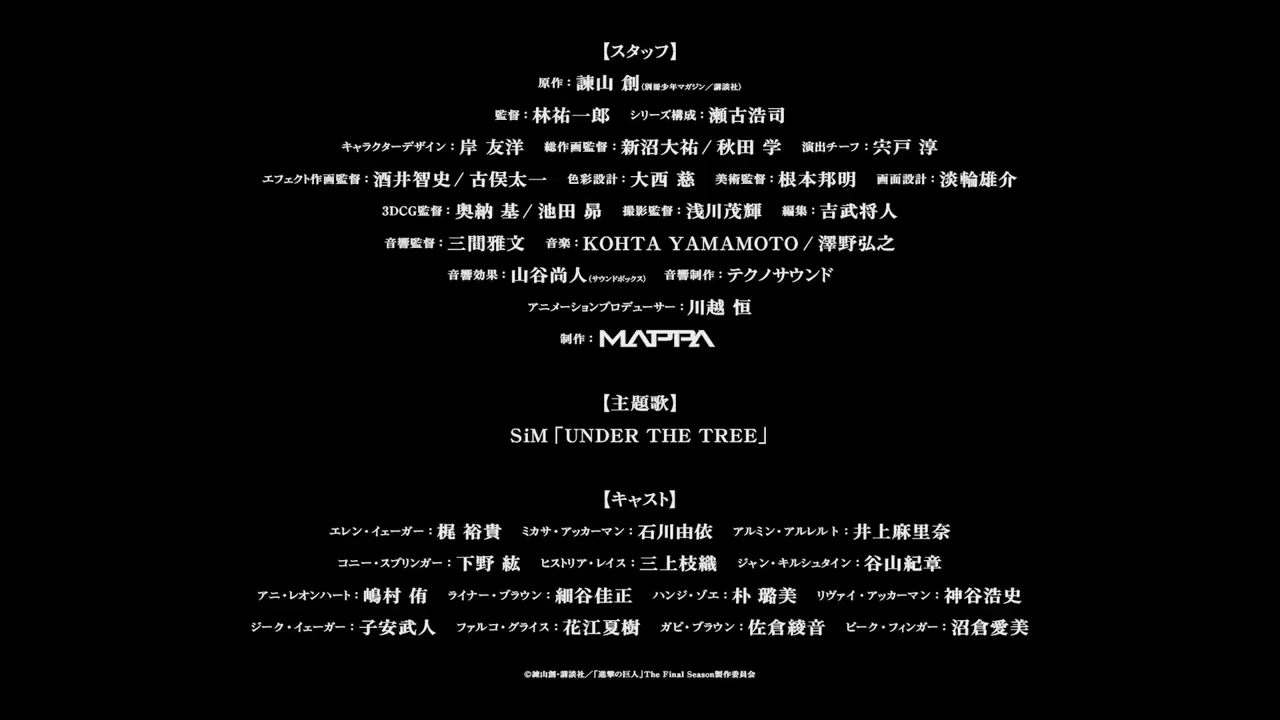 【スタッフ】
原作：諫山 創（別冊少年マガジン／講談社）
監督：林祐一郎　シリーズ構成：瀬古浩司
キャラクターデザイン：岸 友洋　総作画監督：新沼大祐 / 秋田 学　演出チーフ：宍戸 淳
エフェクト作画監督：酒井智史 / 古俣太一　色彩設計：大西 慈　美術監督：根本邦明　画面設計：淡輪雄介
3DCG監督：奥納 基 / 池田 昴　撮影監督：浅川茂輝　編集：吉武将人
音響監督：三間雅文　音楽：KOHTA YAMAMOTO / 澤野弘之
音響効果：山谷尚人（サウンドボックス）　音響制作：テクノサウンド
アニメーションプロデューサー：川越 恒
制作：MAPPA
【主題歌】
SiM「UNDER THE TREE」
【キャスト】
エレン・イェーガー：梶 裕貴　ミカサ・アッカーマン：石川由依　アルミン・アルレルト：井上麻里奈
コニー・スプリンガー：下野 紘　ヒストリア・レイス：三上枝織　ジャン・キルシュタイン：谷山紀章
アニ・レオンハート：嶋村 侑　ライナー・ブラウン：細谷佳正　ハンジ・ゾエ：朴 璐美　リヴァイ・アッカーマン：神谷浩史
ジーク・イェーガー：子安武人　ファルコ・グライス：花江夏樹　ガビ・ブラウン：佐倉綾音　ピーク・フィンガー：沼倉愛美
©諫山創・講談社／「進撃の巨人」The Final Season製作委員会